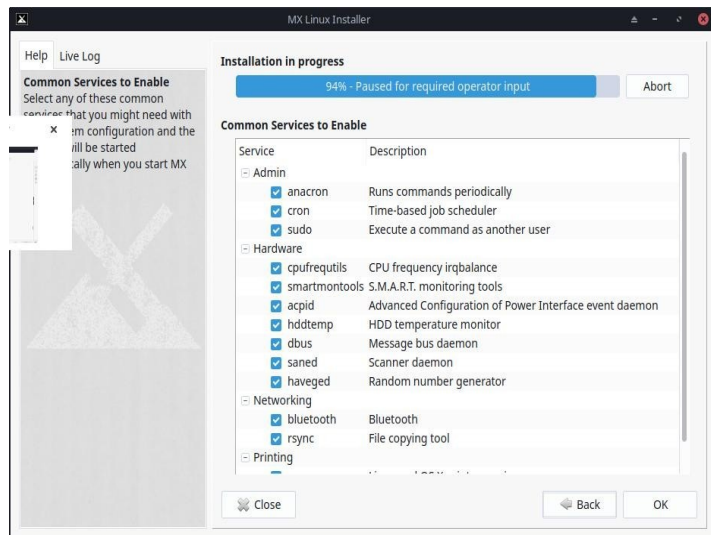 MX Linux Installer
Help Live Log
Common Services to Enable
Select any of these common
services that you might need with
em configuration and the
will be started
cally when you start MX
Installation in progress
94% - Paused for required operator input
Abort
Common Services to Enable
Service Description
Admin
anacron Runs commands periodically
cron Time-based job scheduler
sudo Execute a command as another user
Hardware
cpufrequtils CPU frequency irqbalance
smartmontools S.M.A.R.T. monitoring tools
acpid Advanced Configuration of Power Interface event daemon
hddtemp HDD temperature monitor
dbus Message bus daemon
saned Scanner daemon
haveged Random number generator
Networking
bluetooth Bluetooth
rsync File copying tool
Printing
Close
Back
OK